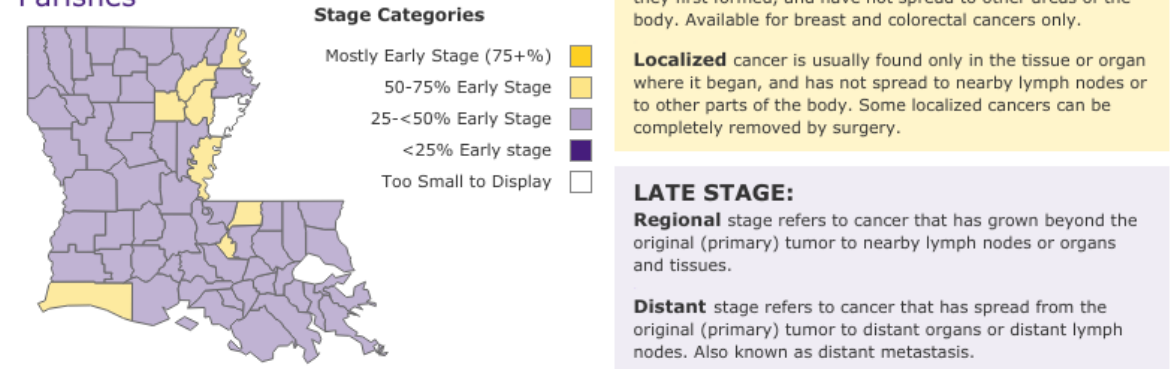 Parishes
Stage Categories
Mostly Early Stage (75+%)
50-75% Early Stage
25-<50% Early Stage
<25% Early stage
Too Small to Display
they first formed, and have not spread to other areas of the
body. Available for breast and colorectal cancers only.
Localized cancer is usually found only in the tissue or organ
where it began, and has not spread to nearby lymph nodes or
to other parts of the body. Some localized cancers can be
completely removed by surgery.
LATE STAGE:
Regional stage refers to cancer that has grown beyond the
original (primary) tumor to nearby lymph nodes or organs
and tissues.
Distant stage refers to cancer that has spread from the
original (primary) tumor to distant organs or distant lymph
nodes. Also known as distant metastasis.